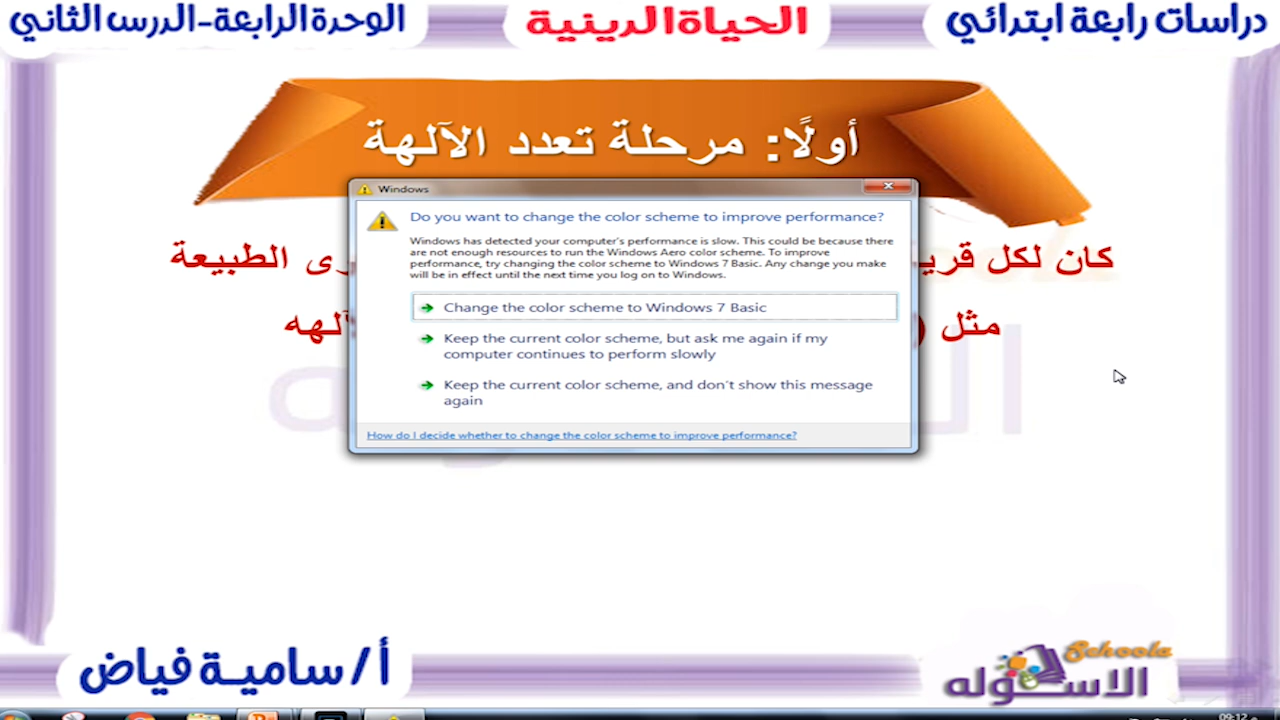 دراسات رابعة ابتدائي
الحياة الدينية
الوحدة الرابعة-الدرس الثاني
أولًا: مرحلة تعدد الآلهة
Windows
Do you want to change the color scheme to improve performance?
Windows has detected your computer's performance is slow. This could be because there
are not enough resources to run the Windows Aero color scheme. To improve
performance, try changing the color scheme to Windows 7 Basic. Any change you make
will be in effect until the next time you log on to Windows.
Change the color scheme to Windows 7 Basic
Keep the current color scheme, but ask me again if my
computer continues to perform slowly
Keep the current color scheme, and don't show this message
again
How do I decide whether to change the color scheme to improve performance?
كان لكل الطبيعة
مثل
أ/سامية فياض
Schoola
الاسكوله
09:12